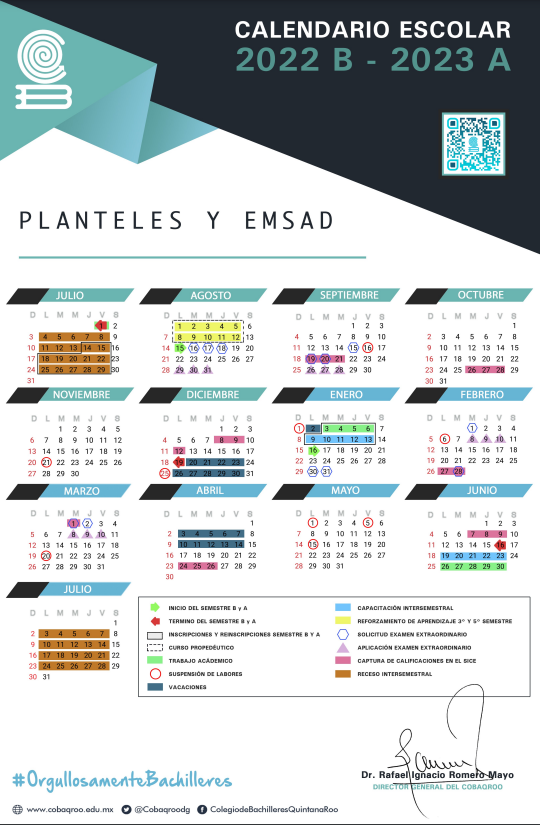 CALENDARIO ESCOLAR
2022 B - 2023 A
PLANTELES Y EMSAD
JULIO
D L M M J V S
1 2
3 4 5 6 7 8 9
10 11 12 13 14 15 16
17 18 19 20 21 22 23
24 25 26 27 28 29 30
31
AGOSTO
D L M M J V S
1 2 3 4 5 6
7 8 9 10 11 12 13
14 15 16 17 18 19 20
21 22 23 24 25 26 27
28 29 30 31
SEPTIEMBRE
D L M M J V S
1 2 3
4 5 6 7 8 9 10
11 12 13 14 15 16 17
18 19 20 21 22 23 24
25 26 27 28 29 30
OCTUBRE
D L M M J V S
1
2 3 4 5 6 7 8
9 10 11 12 13 14 15
16 17 18 19 20 21 22
23 24 25 26 27 28 29
30 31
NOVIEMBRE
D L M M J V S
1 2 3 4 5
6 7 8 9 10 11 12
13 14 15 16 17 18 19
20 21 22 23 24 25 26
27 28 29 30
DICIEMBRE
D L M M J V S
1 2 3
4 5 6 7 8 9 10
11 12 13 14 15 16 17
18 19 20 21 22 23 24
25 26 27 28 29 30 31
ENERO
D L M M J V S
1 2 3 4 5 6 7
8 9 10 11 12 13 14
15 16 17 18 19 20 21
22 23 24 25 26 27 28
29 30 31
FEBRERO
D L M M J V S
1 2 3 4
5 6 7 8 9 10 11
12 13 14 15 16 17 18
19 20 21 22 23 24 25
26 27 28
MARZO
D L M M J V S
1 2 3 4
5 6 7 8 9 10 11
12 13 14 15 16 17 18
19 20 21 22 23 24 25
26 27 28 29 30 31
ABRIL
D L M M J V S
1
2 3 4 5 6 7 8
9 10 11 12 13 14 15
16 17 18 19 20 21 22
23 24 25 26 27 28 29
30
MAYO
D L M M J V S
1 2 3 4 5 6
7 8 9 10 11 12 13
14 15 16 17 18 19 20
21 22 23 24 25 26 27
28 29 30 31
JUNIO
D L M M J V S
1 2 3
4 5 6 7 8 9 10
11 12 13 14 15 16 17
18 19 20 21 22 23 24
25 26 27 28 29 30
JULIO
D L M M J V S
1
2 3 4 5 6 7 8
9 10 11 12 13 14 15
16 17 18 19 20 21 22
23 24 25 26 27 28 29
30 31
INICIO DEL SEMESTRE B y A
TERMINO DEL SEMESTRE B y A
INSCRIPCIONES Y REINSCRIPCIONES SEMESTRE B Y A
CURSO PROPEDÉUTICO
TRABAJO ACÁDEMICO
SUSPENSIÓN DE LABORES
VACACIONES
CAPACITACIÓN INTERSEMESTRAL
REFORZAMIENTO DE APRENDIZAJE 3° Y 5° SEMESTRE
SOLICITUD EXAMEN EXTRAORDINARIO
APLICACIÓN EXAMEN EXTRAORDINARIO
CAPTURA DE CALIFICACIONES EN EL SICE
RECESO INTERSEMESTRAL
Dr. Rafael Ignacio Romero Mayo
DIRECTOR GENERAL DEL COBAQROO
#OrgullosamenteBachilleres
www.cobaqroo.edu.mx @Cobaqroodg ColegiodeBachilleresQuintanaRoo